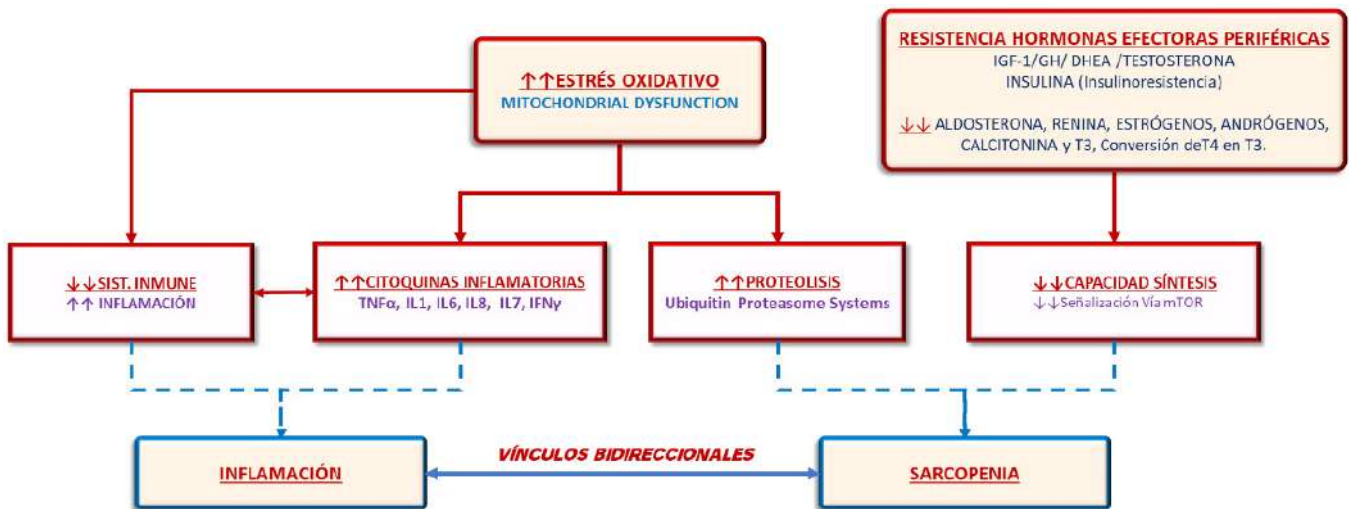 ↑↑ESTRÉS OXIDATIVO
MITOCHONDRIAL DYSFUNCTION
RESISTENCIA HORMONAS EFECTORAS PERIFÉRICAS
IGF-1/GH/ DHEA /TESTOSTERONA
INSULINA (Insulinoresistencia)
↓↓ ALDOSTERONA, RENINA, ESTRÓGENOS, ANDRÓGENOS,
CALCITONINA y T3, Conversión deT4 en T3.
↓↓SIST. INMUNE
↑↑ INFLAMACIÓN
↑↑CITOQUINAS INFLAMATORIAS
TNFα, IL1, IL6, IL8, IL7, IFNγ
↑↑PROTEOLISIS
Ubiquitin Proteasome Systems
↓↓CAPACIDAD SÍNTESIS
↓↓Señalización Vía mTOR
INFLAMACIÓN
VÍNCULOS BIDIRECCIONALES
SARCOPENIA